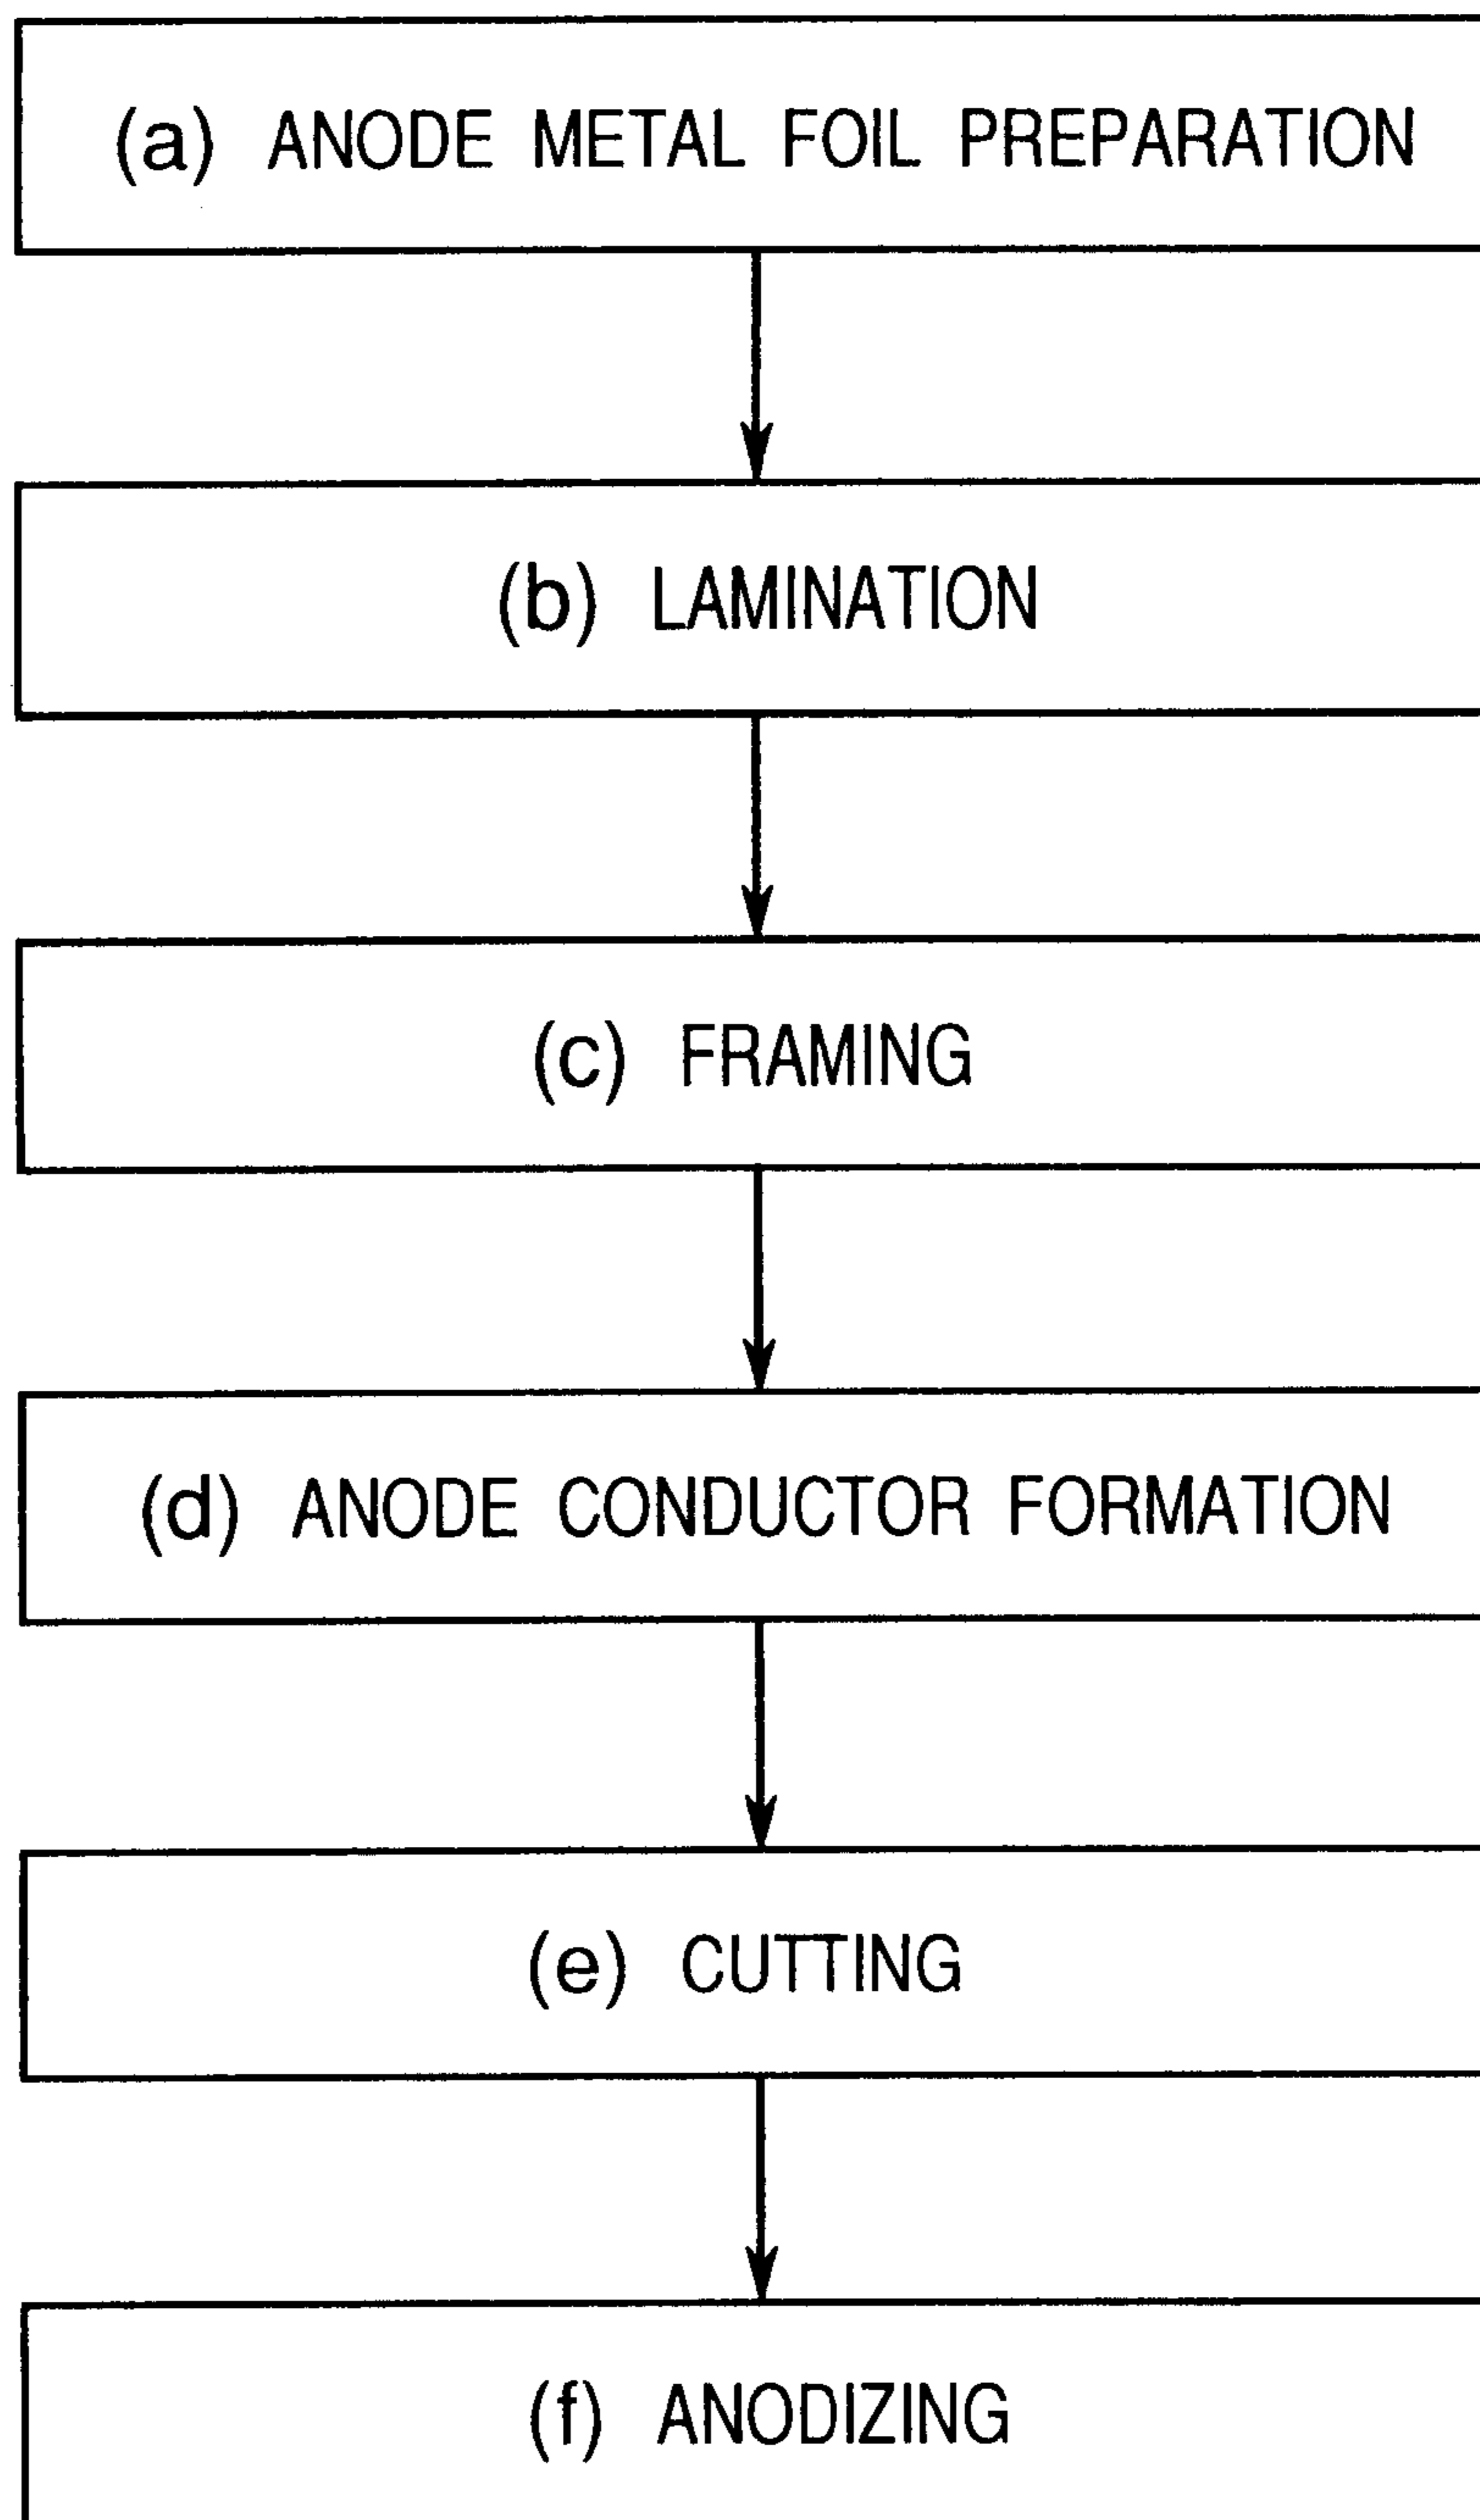 (a) ANODE METAL FOIL PREPARATION
(b) LAMINATION
(c) FRAMING
(d) ANODE CONDUCTOR FORMATION
(e) CUTTING
(f) ANODIZING